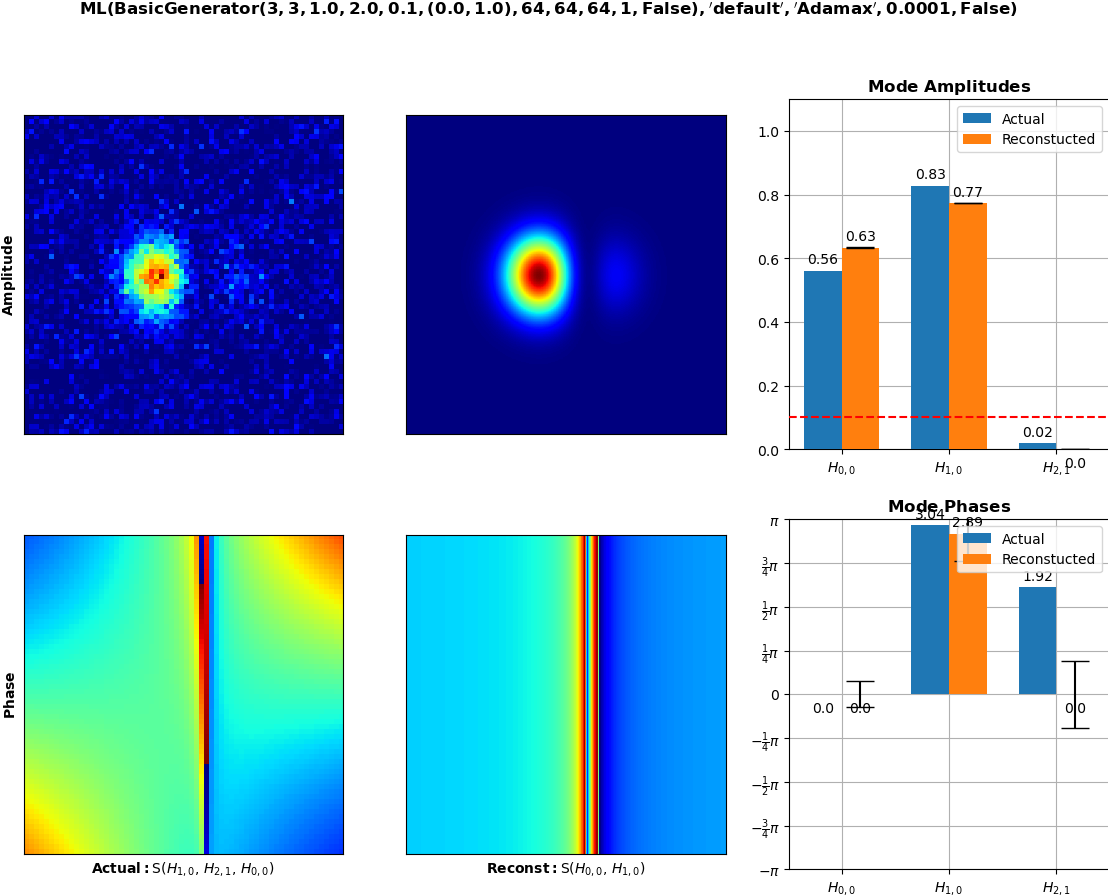 ML(BasicGenerator(3, 3, 1.0, 2.0, 0.1, (0.0, 1.0), 64, 64, 64, 1, False), ′default′, ′Adamax′, 0.0001, False)
Amplitude
Mode Amplitudes
Actual
Reconstucted
1.0
0.8
0.6
0.4
0.2
0.0
0.56
0.63
0.83
0.77
0.02
0.0
H₀,₀
H₁,₀
H₂,₁
Phase
Actual: S(H₁,₀, H₂,₁, H₀,₀)
Reconst: S(H₀,₀, H₁,₀)
Mode Phases
Actual
Reconstucted
π
3/4π
1/2π
1/4π
0
−1/4π
−1/2π
−3/4π
−π
0.0
0.0
3.04
2.89
1.92
0.0
H₀,₀
H₁,₀
H₂,₁